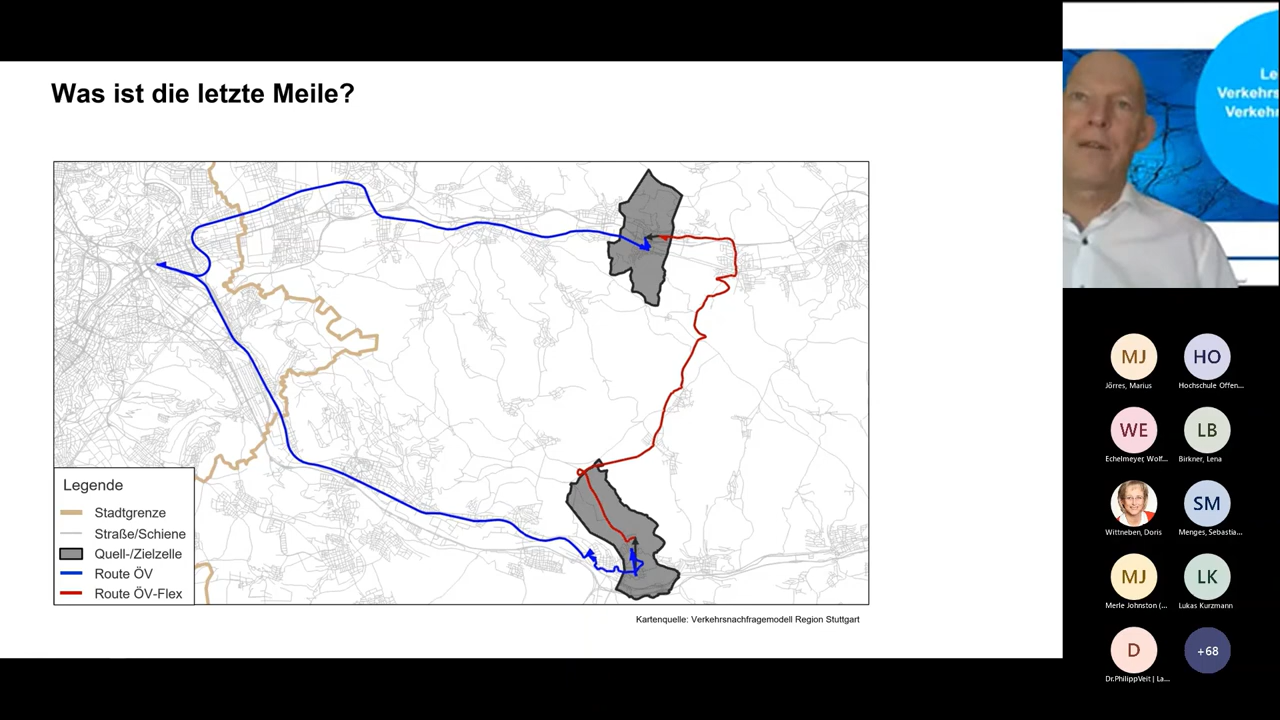 Was ist die letzte Meile?
Legende
Stadtgrenze
Straße/Schiene
Quell-/Zielzelle
Route ÖV
Route ÖV-Flex
Kartenquelle: Verkehrsnachfragemodell Region Stuttgart
Le
Verkehrs
Verkehr
MJ
Jörres, Marius
HO
Hochschule Offen...
WE
Echelmeyer, Wolf...
LB
Birkner, Lena
Wittneben, Doris
SM
Menges, Sebastia...
MJ
Merle Johnston (...
LK
Lukas Kurzmann
D
Dr.PhilippVeit | La...
+68